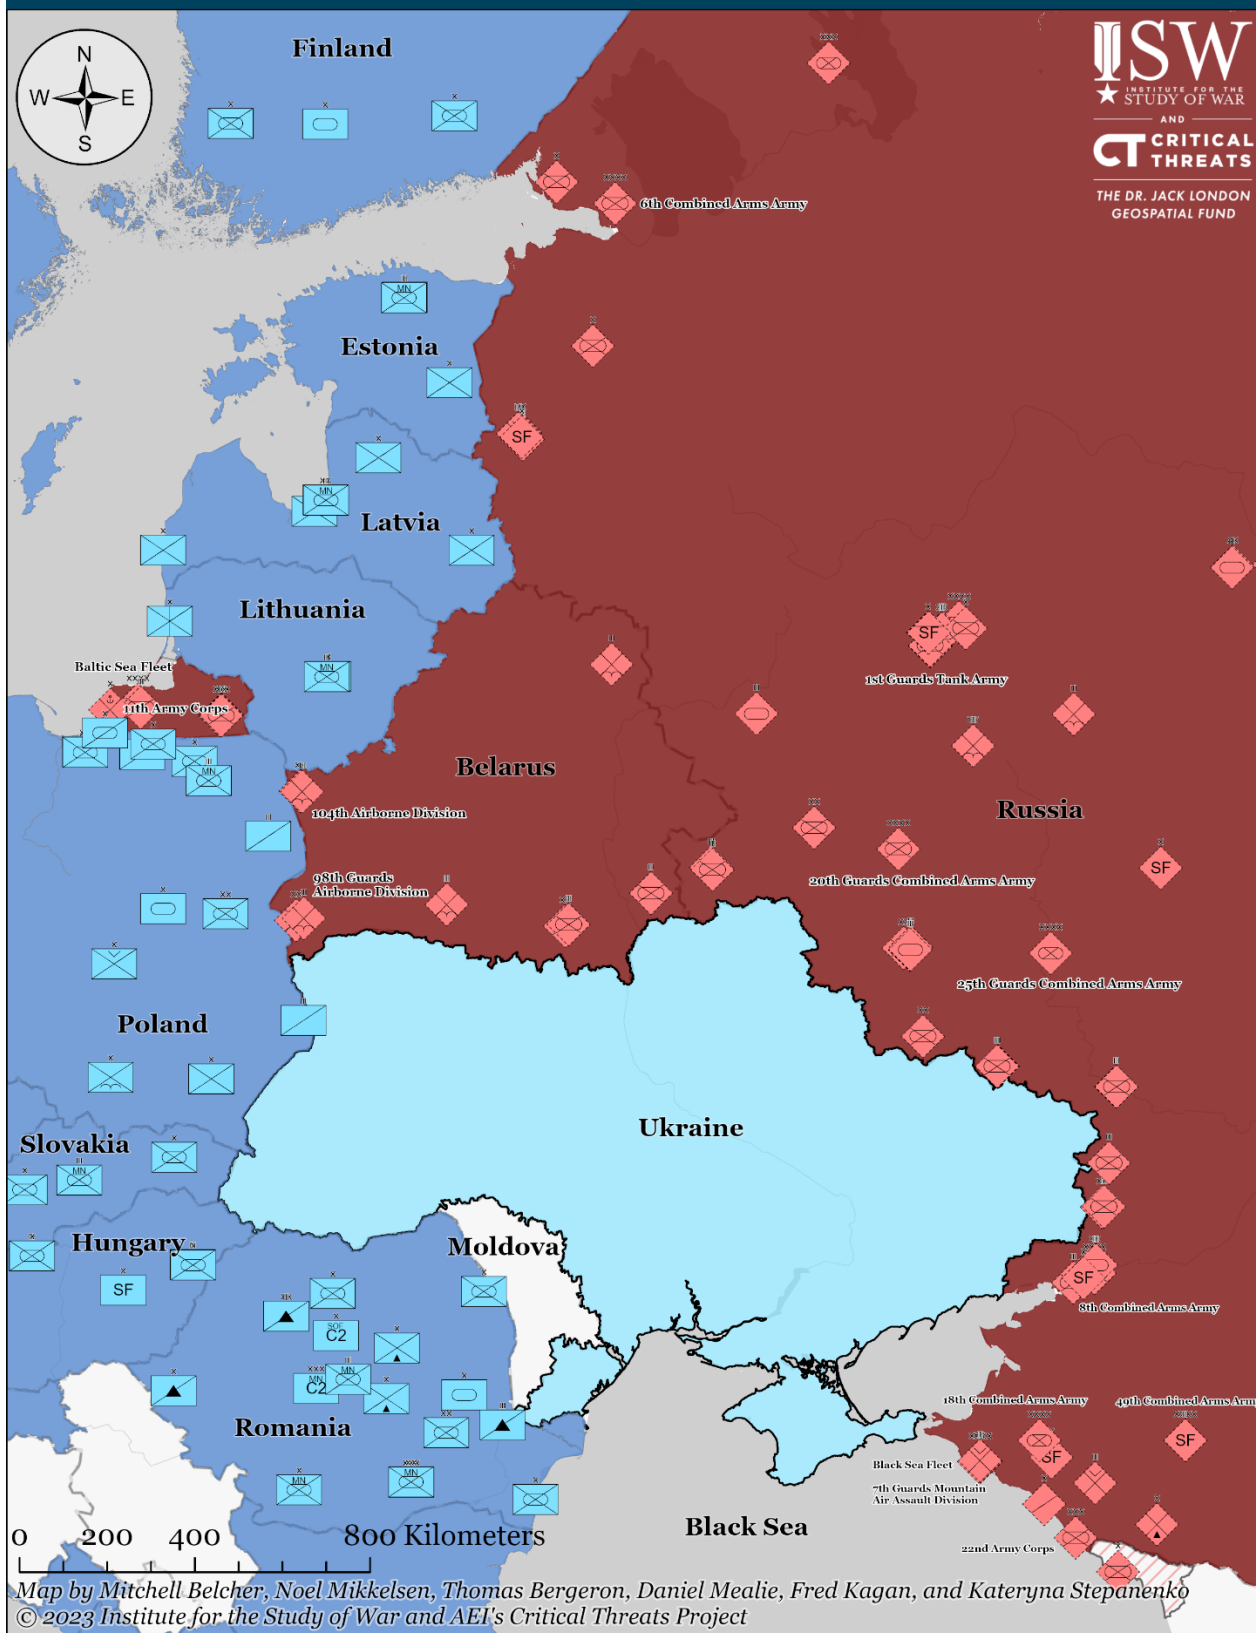 Finland
N
W E
S
ISW
INSTITUTE FOR THE
STUDY OF WAR
AND
CT CRITICAL
THREATS
THE DR. JACK LONDON
GEOSPATIAL FUND
6th Combined Arms Army
MN
Estonia
SF
MN
Latvia
Lithuania
SF
MN
Baltic Sea Fleet
11th Army Corps
1st Guards Tank Army
MN
Belarus
104th Airborne Division
Russia
20th Guards Combined Arms Army
SF
98th Guards
Airborne Division
25th Guards Combined Arms Army
Poland
Ukraine
Slovakia
MN
Hungary
Moldova
SF
SF
8th Combined Arms Army
SOF
C2
MN
C2
MN
Romania
18th Combined Arms Army
49th Combined Arms Arm
SF
SF
Black Sea Fleet
7th Guards Mountain
Air Assault Division
MN
MN
Black Sea
22nd Army Corps
0 200 400 800 Kilometers
Map by Mitchell Belcher, Noel Mikkelsen, Thomas Bergeron, Daniel Mealie, Fred Kagan, and Kateryna Stepanenko
© 2023 Institute for the Study of War and AEI's Critical Threats Project